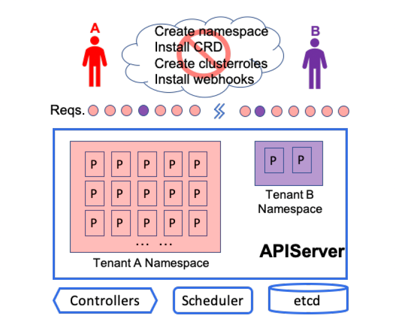 A
B
Create namespace
Install CRD
Create clusterroles
Install webhooks
Reqs.
P P P P P
P P P P P
P P P P P
... ...
Tenant A Namespace
P P
Tenant B
Namespace
APIServer
Controllers
Scheduler
etcd